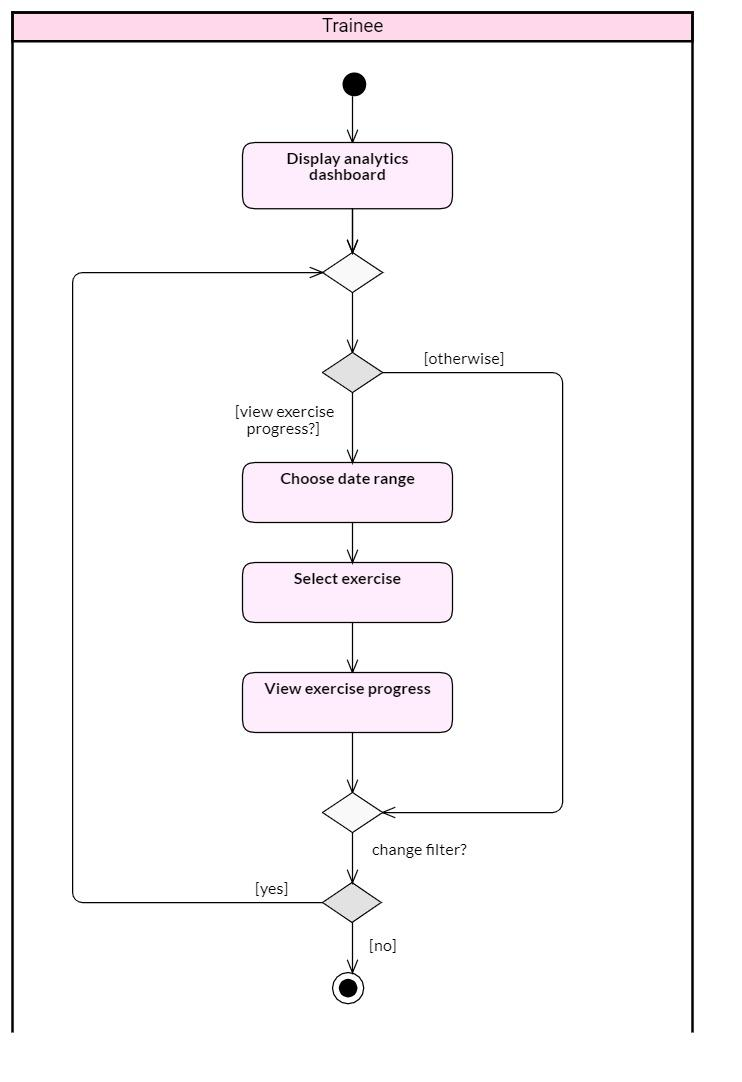 Trainee
Display analytics
dashboard
[otherwise]
[view exercise
progress?]
Choose date range
Select exercise
View exercise progress
change filter?
[yes]
[no]